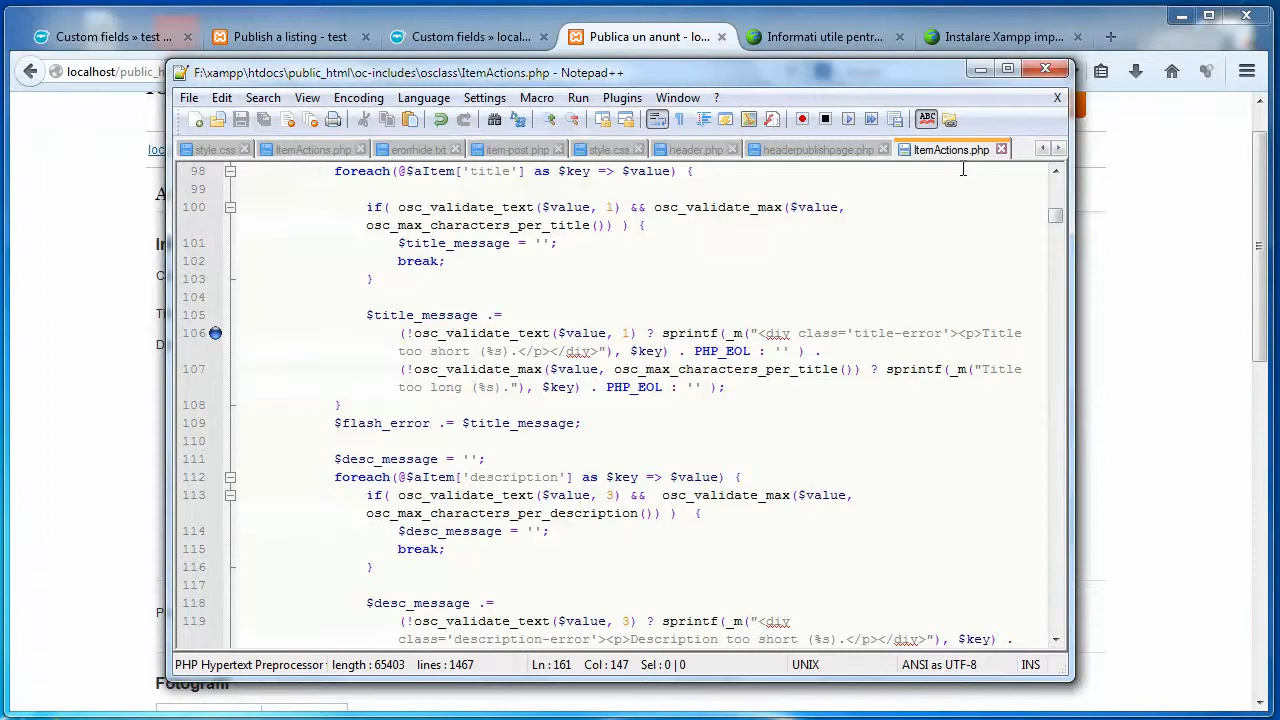 Custom fields » test ...
Publish a listing - test
Custom fields » local...
Publica un anunt - lo...
Informati utile pentr...
Instalare Xampp imp...
localhost/public_h
F:\xampp\htdocs\public_html\oc-includes\osclass\ItemActions.php - Notepad++
File Edit Search View Encoding Language Settings Macro Run Plugins Window ? X
style.css ItemActions.php errorhide.txt item-post.php style.css header.php headerpublishpage.php ItemActions.php
98 foreach(@$aItem['title'] as $key => $value) {
99
100 if( osc_validate_text($value, 1) && osc_validate_max($value,
osc_max_characters_per_title()) ) {
101 $title_message = '';
102 break;
103 }
104
105 $title_message .=
106 (!osc_validate_text($value, 1) ? sprintf(_m("<div class='title-error'><p>Title
too short (%s).</p></div>"), $key) . PHP_EOL : '' ) .
107 (!osc_validate_max($value, osc_max_characters_per_title()) ? sprintf(_m("Title
too long (%s)."), $key) . PHP_EOL : '' );
108 }
109 $flash_error .= $title_message;
110
111 $desc_message = '';
112 foreach(@$aItem['description'] as $key => $value) {
113 if( osc_validate_text($value, 3) &&  osc_validate_max($value,
osc_max_characters_per_description()) )  {
114 $desc_message = '';
115 break;
116 }
117
118 $desc_message .=
119 (!osc_validate_text($value, 3) ? sprintf(_m("<div
class='description-error'><p>Description too short (%s).</p></div>"), $key) .
PHP Hypertext Preprocessor length : 65403 lines : 1467 Ln : 161 Col : 147 Sel : 0 | 0 UNIX ANSI as UTF-8 INS
loc
Fotografii